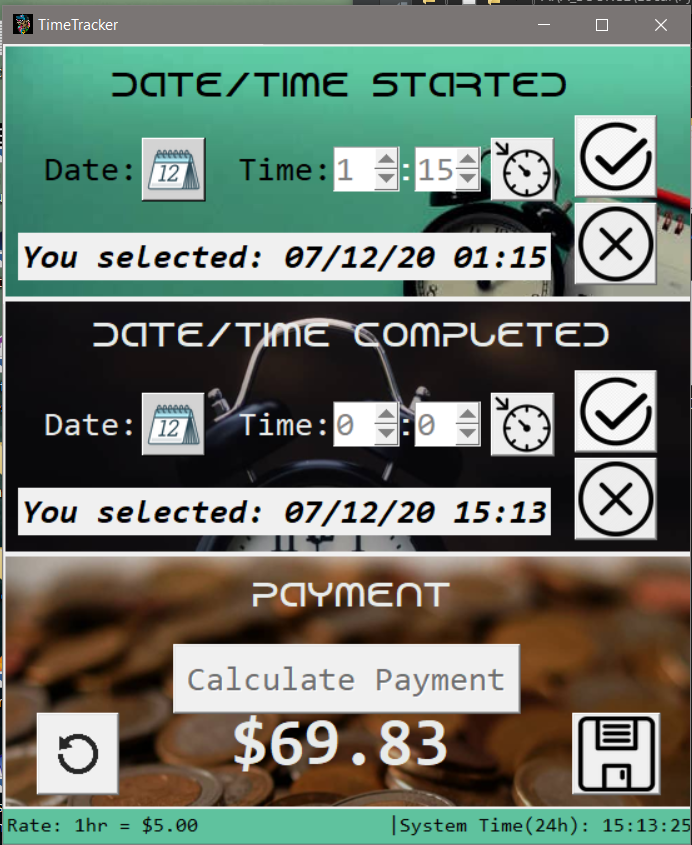 TimeTracker
DATE/TIME STARTED
Date: 12 Time: 1 : 15
You selected: 07/12/20 01:15
DATE/TIME COMPLETED
Date: 12 Time: 0 : 0
You selected: 07/12/20 15:13
PAYMENT
Calculate Payment
$69.83
Rate: 1hr = $5.00 |System Time(24h): 15:13:25